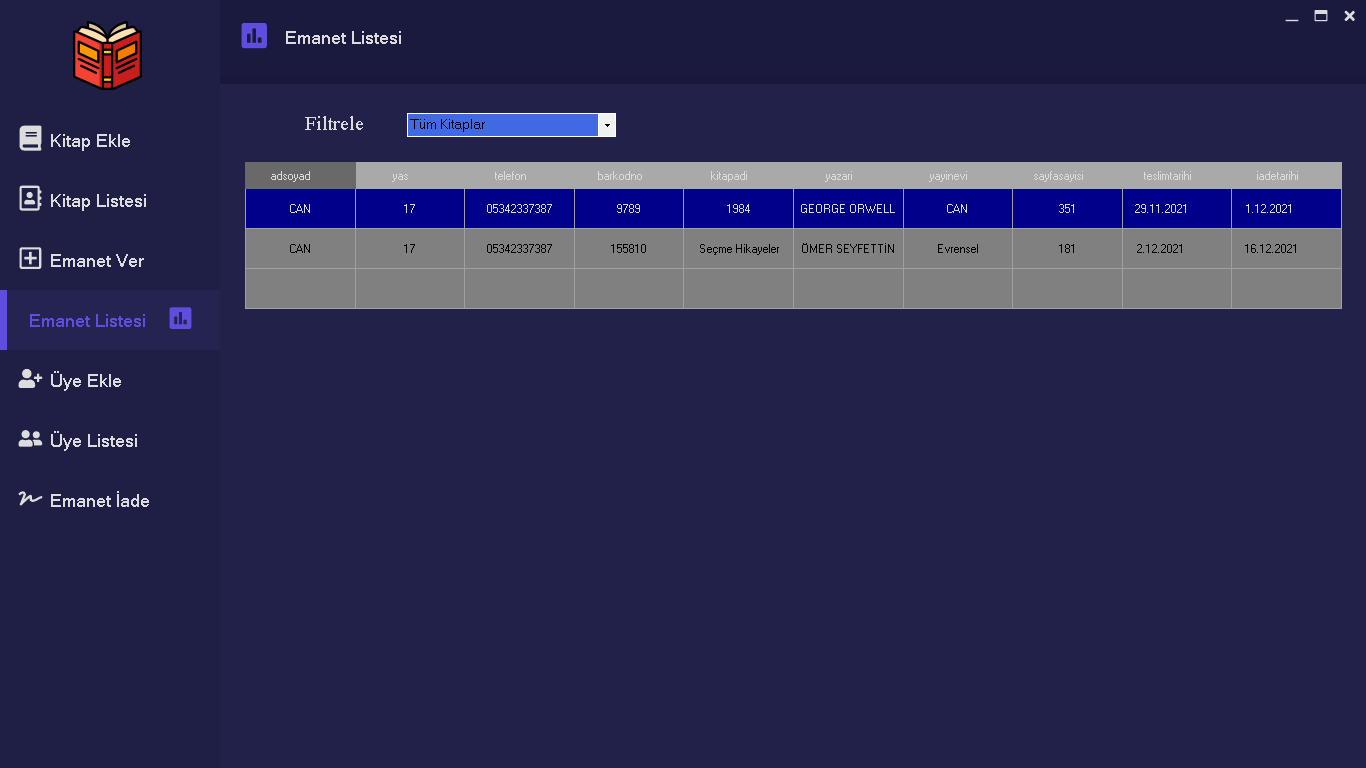 Emanet Listesi
Kitap Ekle
Kitap Listesi
Emanet Ver
Emanet Listesi
Üye Ekle
Üye Listesi
Emanet İade
Filtrele Tüm Kitaplar
adsoyad yas telefon barkodno kitapadi yazari yayinevi sayfasayisi teslimtarihi iadetarihi
CAN 17 05342337387 9789 1984 GEORGE ORWELL CAN 351 29.11.2021 1.12.2021
CAN 17 05342337387 155810 Seçme Hikayeler ÖMER SEYFETTİN Evrensel 181 2.12.2021 16.12.2021